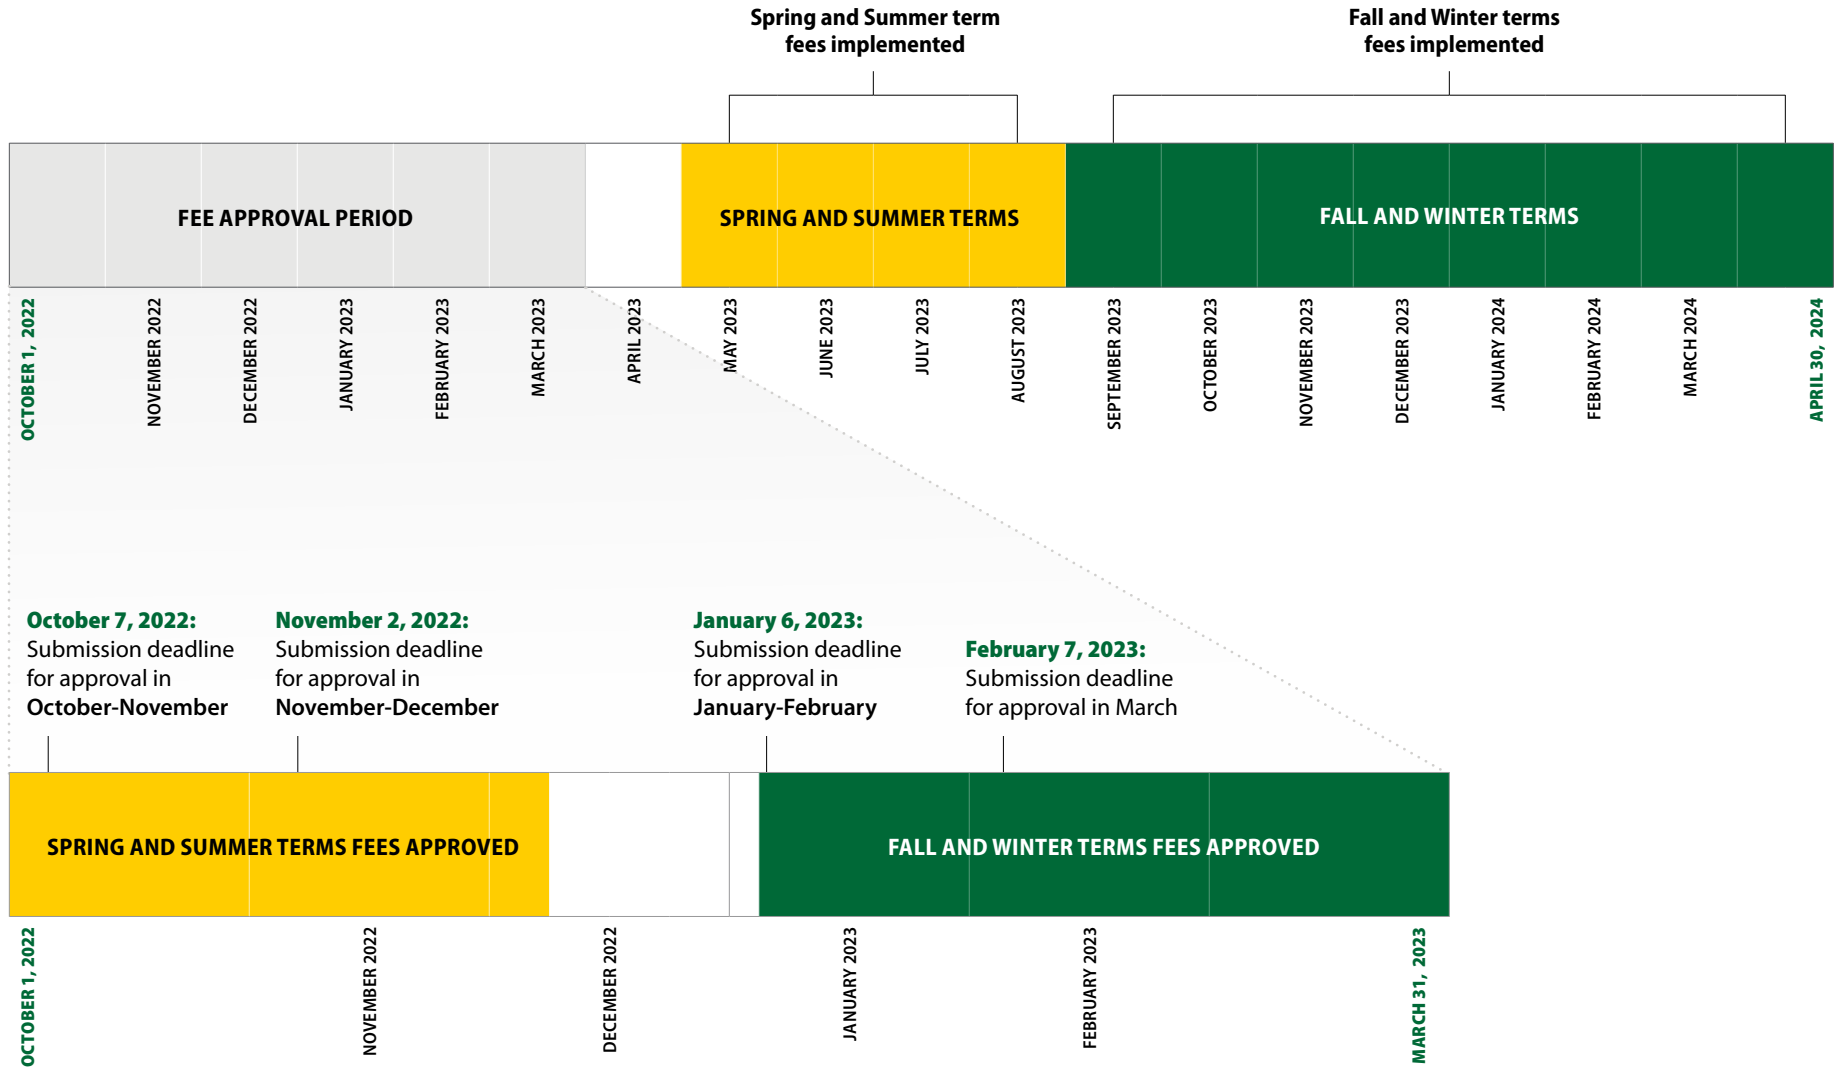 Spring and Summer term
fees implemented
Fall and Winter terms
fees implemented
FEE APPROVAL PERIOD
SPRING AND SUMMER TERMS
FALL AND WINTER TERMS
OCTOBER 1, 2022
NOVEMBER 2022
DECEMBER 2022
JANUARY 2023
FEBRUARY 2023
MARCH 2023
APRIL 2023
MAY 2023
JUNE 2023
JULY 2023
AUGUST 2023
SEPTEMBER 2023
OCTOBER 2023
NOVEMBER 2023
DECEMBER 2023
JANUARY 2024
FEBRUARY 2024
MARCH 2024
APRIL 30, 2024
October 7, 2022:
Submission deadline
for approval in
October-November
November 2, 2022:
Submission deadline
for approval in
November-December
January 6, 2023:
Submission deadline
for approval in
January-February
February 7, 2023:
Submission deadline
for approval in March
SPRING AND SUMMER TERMS FEES APPROVED
FALL AND WINTER TERMS FEES APPROVED
OCTOBER 1, 2022
NOVEMBER 2022
DECEMBER 2022
JANUARY 2023
FEBRUARY 2023
MARCH 31, 2023